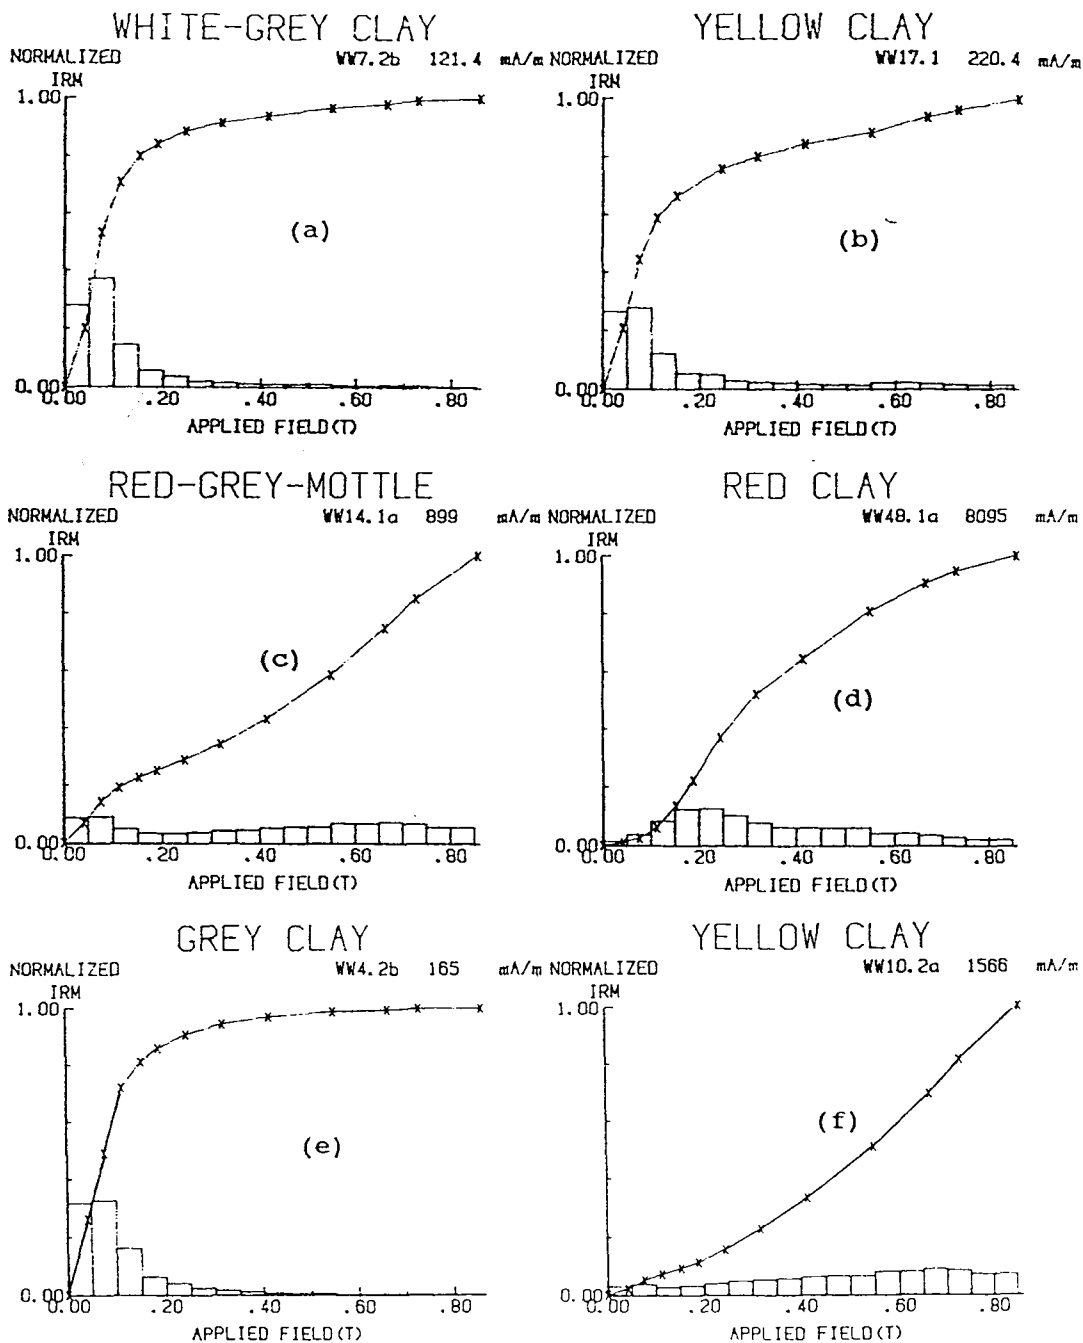 WHITE-GREY CLAY
NORMALIZED IRM
WW7.2b 121.4 mA/m
1.00
(a)
0.00
0.00 .20 .40 .60 .80
APPLIED FIELD(T)
YELLOW CLAY
NORMALIZED IRM
WW17.1 220.4 mA/m
1.00
(b)
0.00
0.00 .20 .40 .60 .80
APPLIED FIELD(T)
RED-GREY-MOTTLE
NORMALIZED IRM
WW14.1a 899 mA/m
1.00
(c)
0.00
0.00 .20 .40 .60 .80
APPLIED FIELD(T)
RED CLAY
NORMALIZED IRM
WW48.1a 8095 mA/m
1.00
(d)
0.00
0.00 .20 .40 .60 .80
APPLIED FIELD(T)
GREY CLAY
NORMALIZED IRM
WW4.2b 165 mA/m
1.00
(e)
0.00
0.00 .20 .40 .60 .80
APPLIED FIELD(T)
YELLOW CLAY
NORMALIZED IRM
WW10.2a 1566 mA/m
1.00
(f)
0.00
0.00 .20 .40 .60 .80
APPLIED FIELD(T)